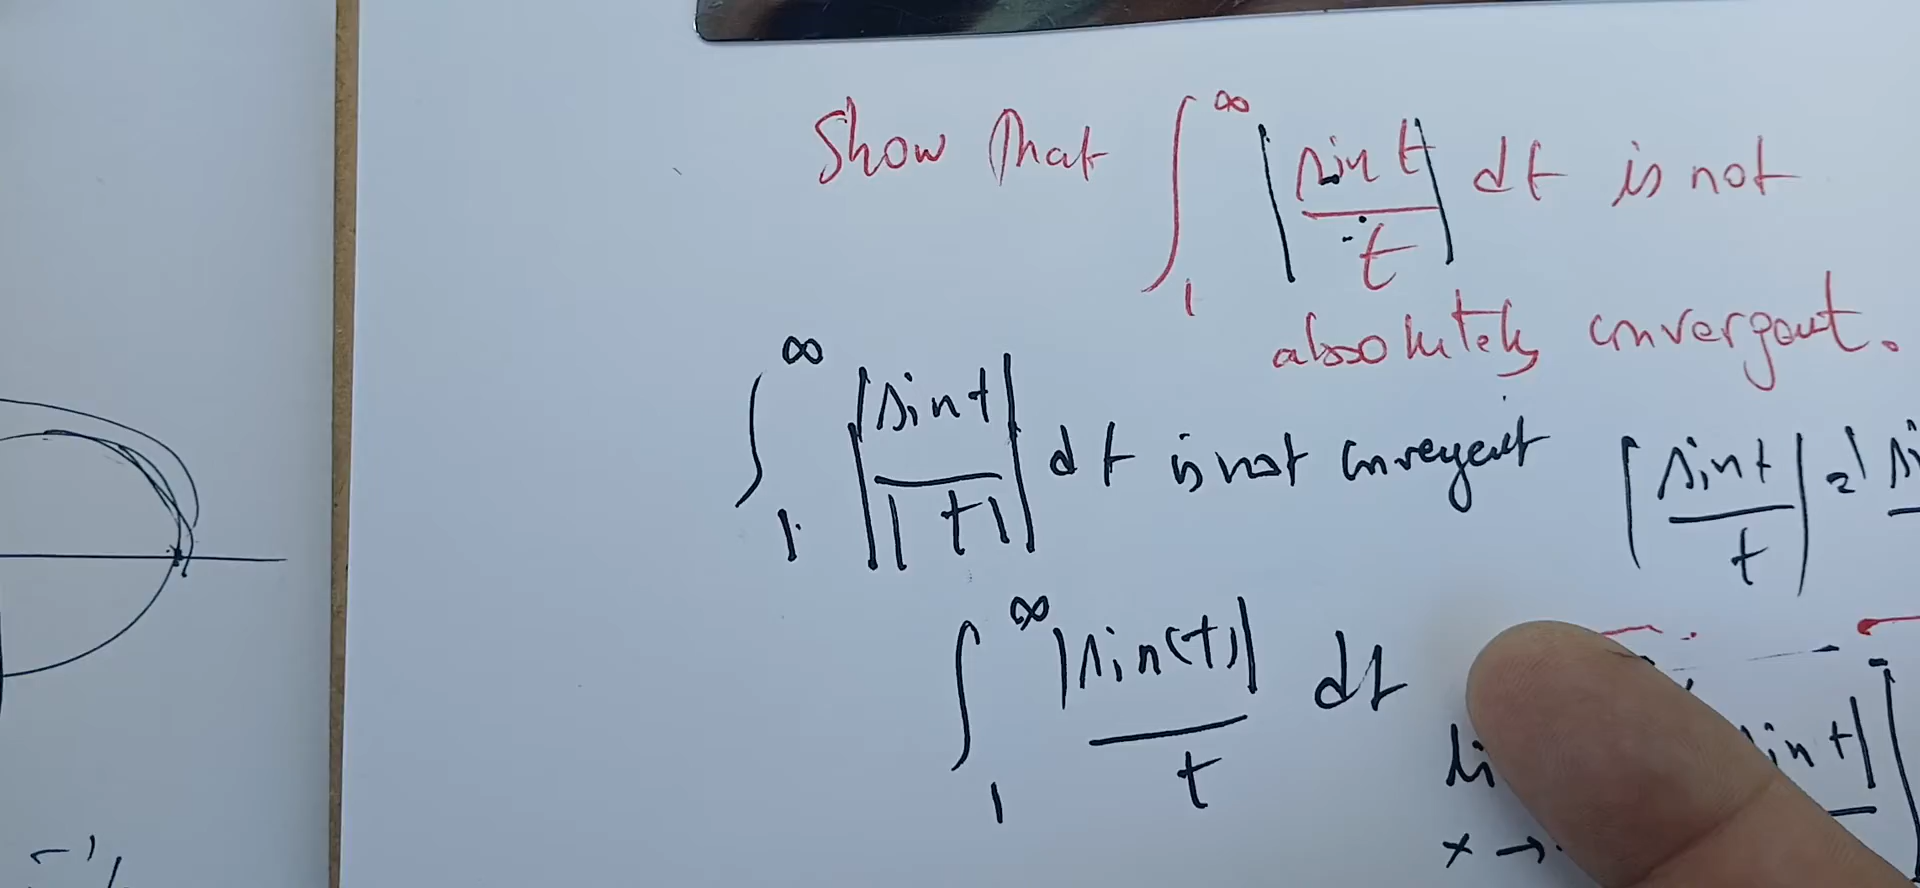 Show that ∫₁^∞ |sin t / t| dt is not
absolutely convergent.
∫₁^∞ |sin t / |t|| dt is not convergent
|sin t / t| =
∫₁^∞ |sin(t)| / t dt
sin t|
x →